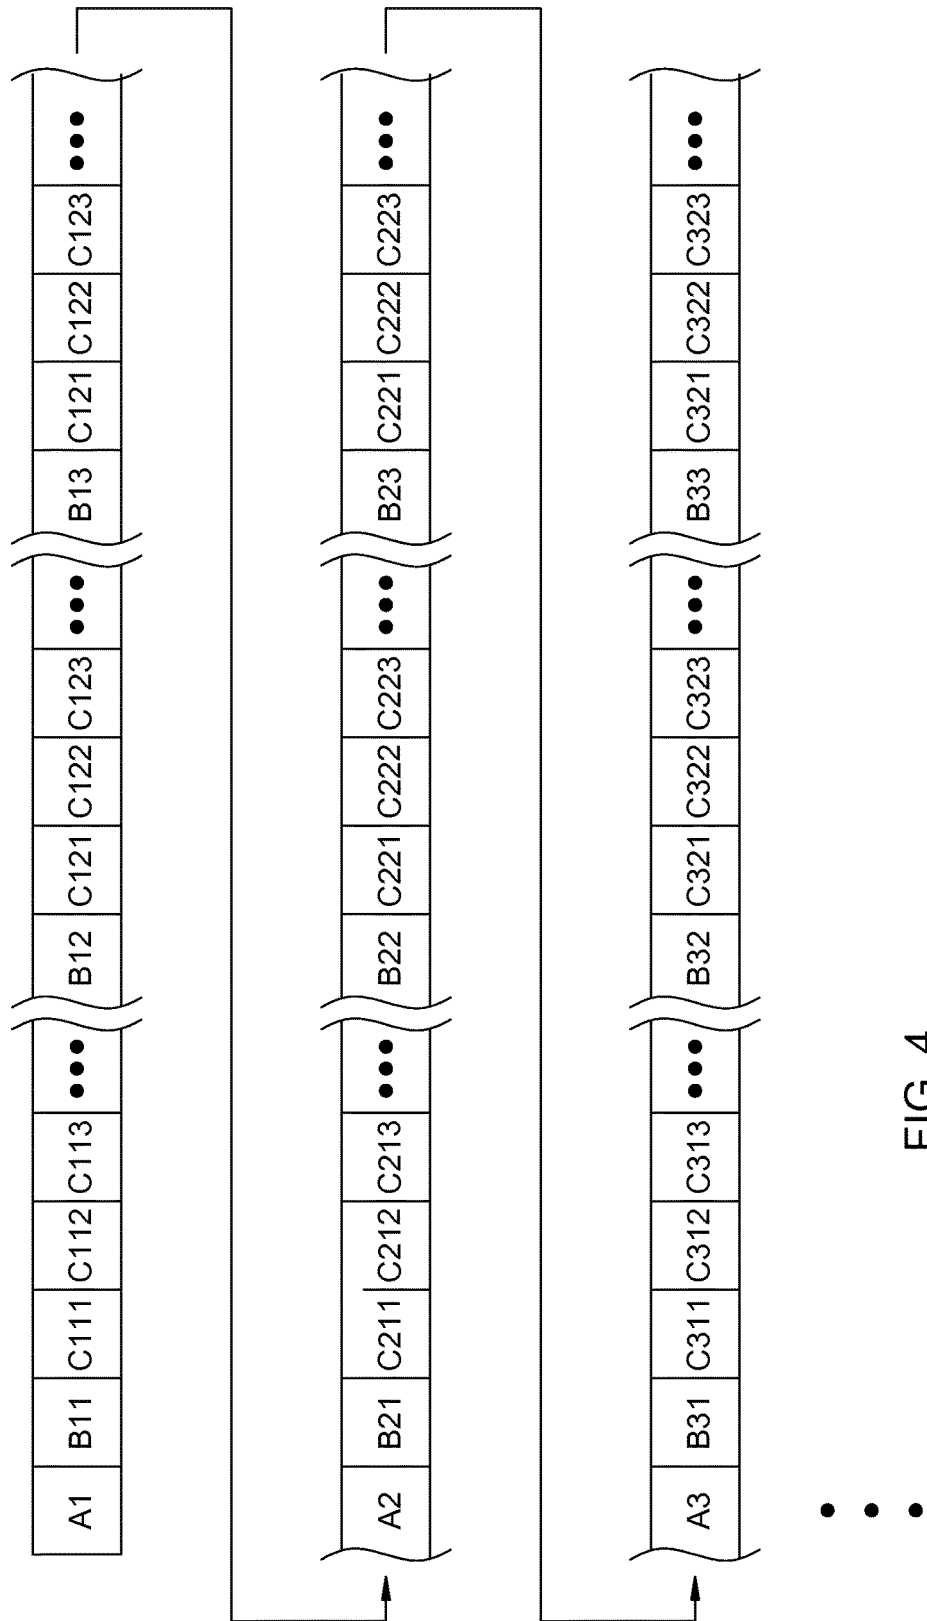 A1 B11 C111 C112 C113 ••• B12 C121 C122 C123 ••• B13 C121 C122 C123 •••
A2 B21 C211 C212 C213 ••• B22 C221 C222 C223 ••• B23 C221 C222 C223 •••
A3 B31 C311 C312 C313 ••• B32 C321 C322 C323 ••• B33 C321 C322 C323 •••
•••
FIG. 4